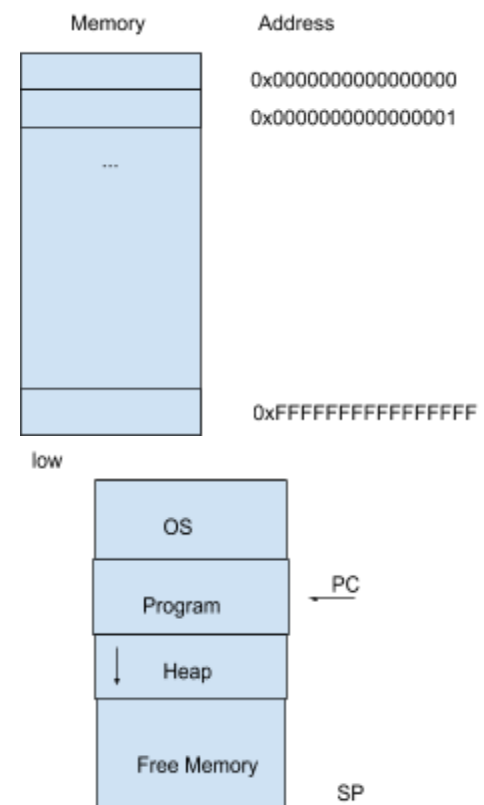 Memory Address
0x0000000000000000
0x0000000000000001
...
0xFFFFFFFFFFFFFFFF
low
OS
PC
Program
Heap
Free Memory
SP